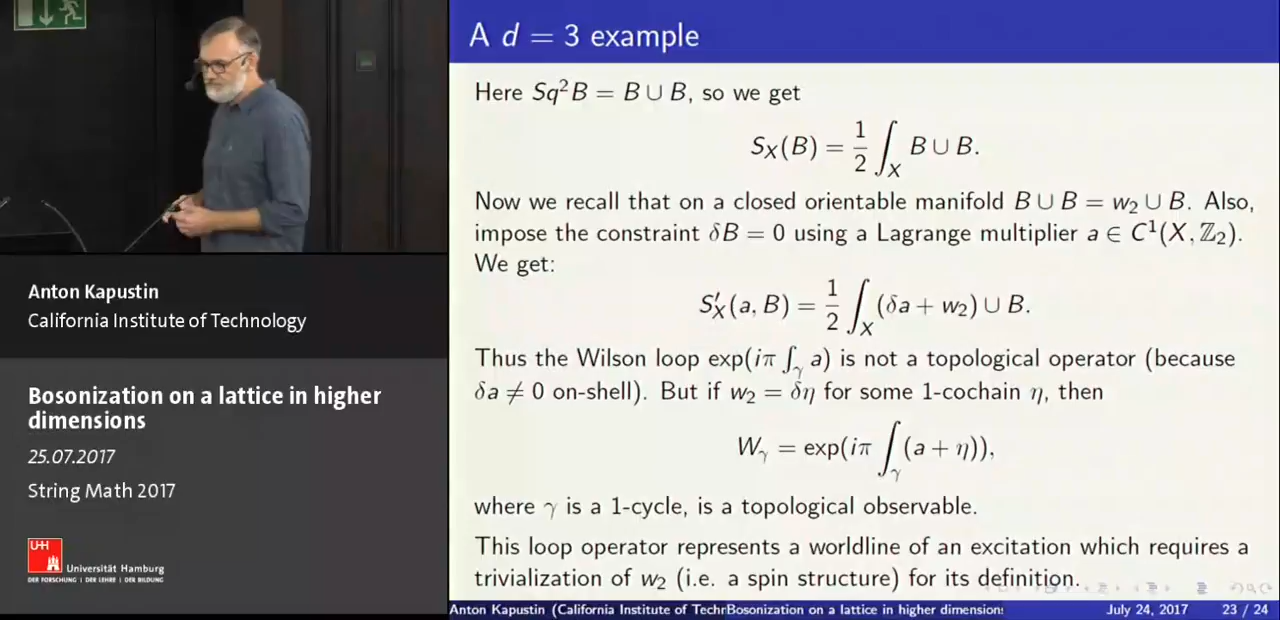 A d = 3 example
Here Sq²B = B ∪ B, so we get
S_X(B) = 1/2 ∫_X B ∪ B.
Now we recall that on a closed orientable manifold B ∪ B = w₂ ∪ B. Also,
impose the constraint δB = 0 using a Lagrange multiplier a ∈ C¹(X, ℤ₂).
We get:
S′_X(a, B) = 1/2 ∫_X (δa + w₂) ∪ B.
Thus the Wilson loop exp(iπ ∫_γ a) is not a topological operator (because
δa ≠ 0 on-shell). But if w₂ = δη for some 1-cochain η, then
W_γ = exp(iπ ∫_γ (a + η)),
where γ is a 1-cycle, is a topological observable.
This loop operator represents a worldline of an excitation which requires a
trivialization of w₂ (i.e. a spin structure) for its definition.
Anton Kapustin (California Institute of Techn Bosonization on a lattice in higher dimensions July 24, 2017 23 / 24
Anton Kapustin
California Institute of Technology
Bosonization on a lattice in higher
dimensions
25.07.2017
String Math 2017
UH
Universität Hamburg
DER FORSCHUNG | DER LEHRE | DER BILDUNG